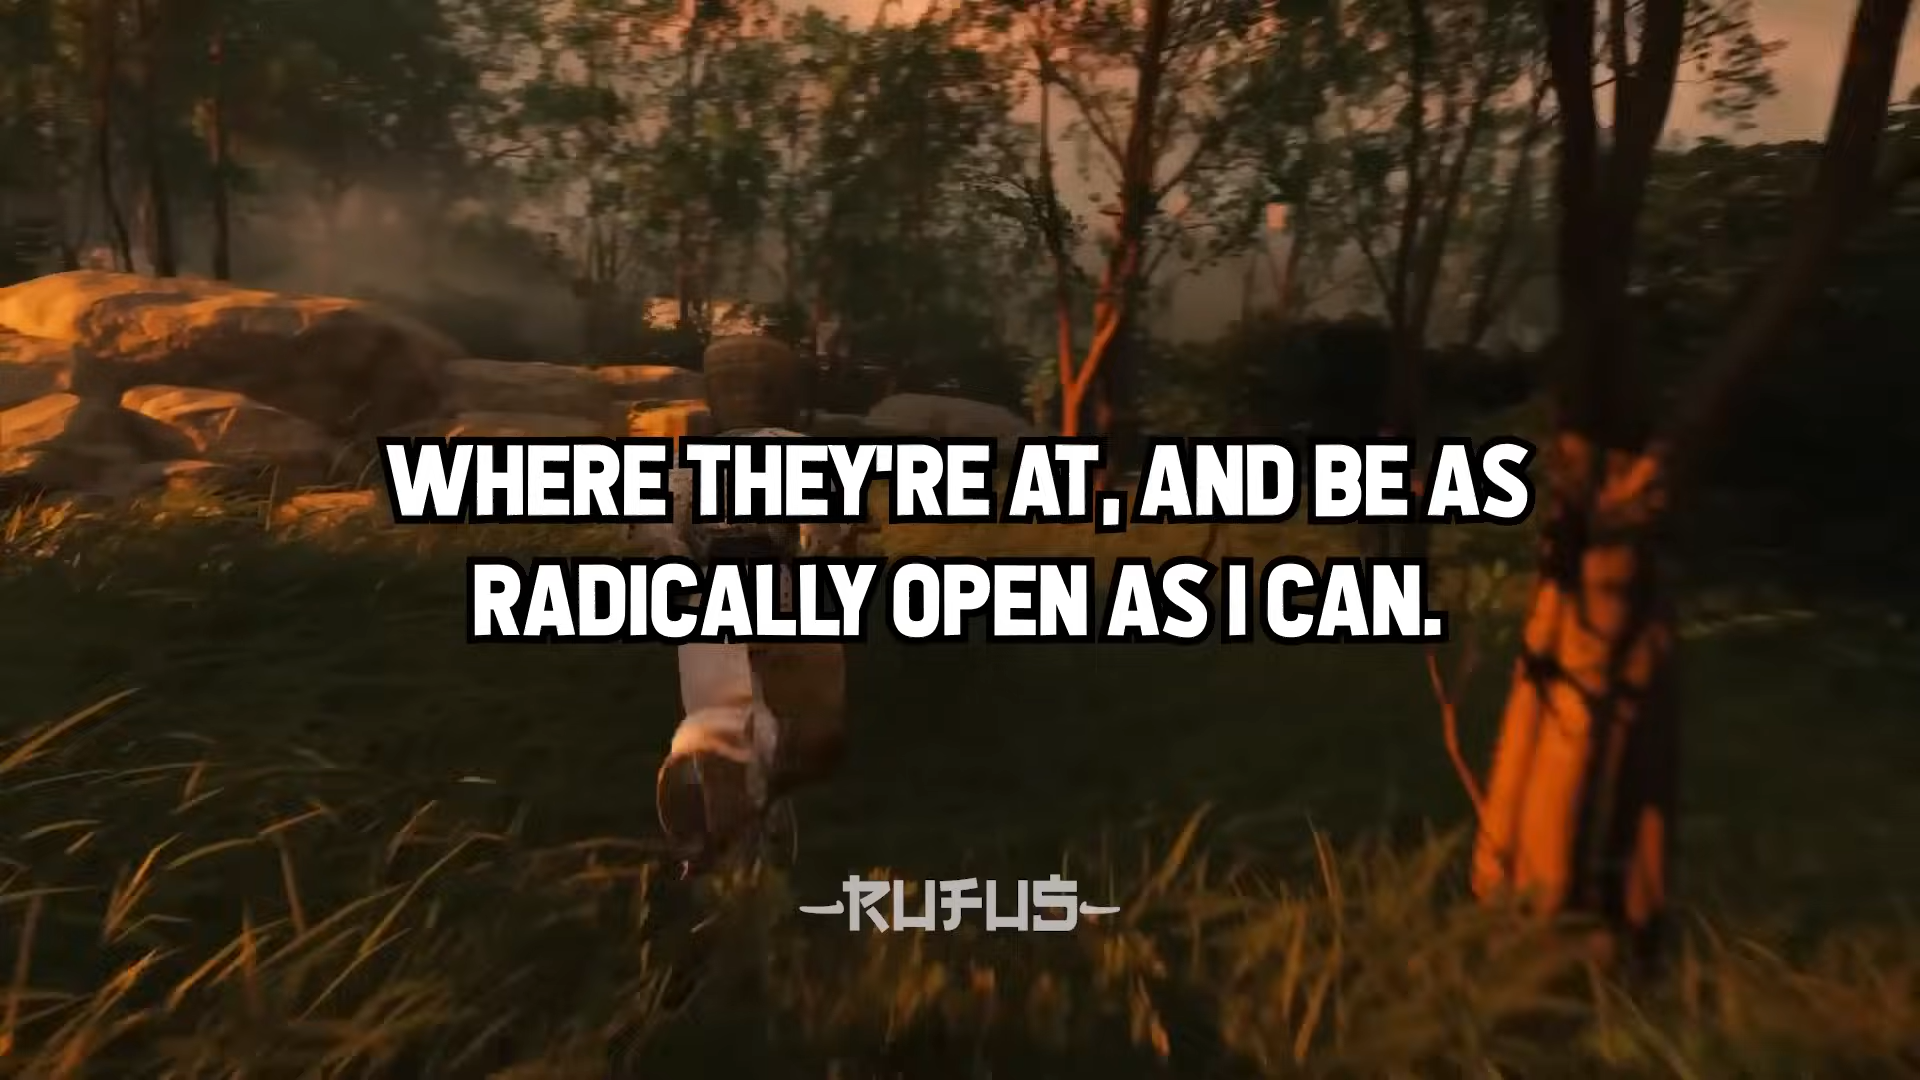 WHERE THEY'RE AT, AND BE AS
RADICALLY OPEN AS I CAN.
RUFUS